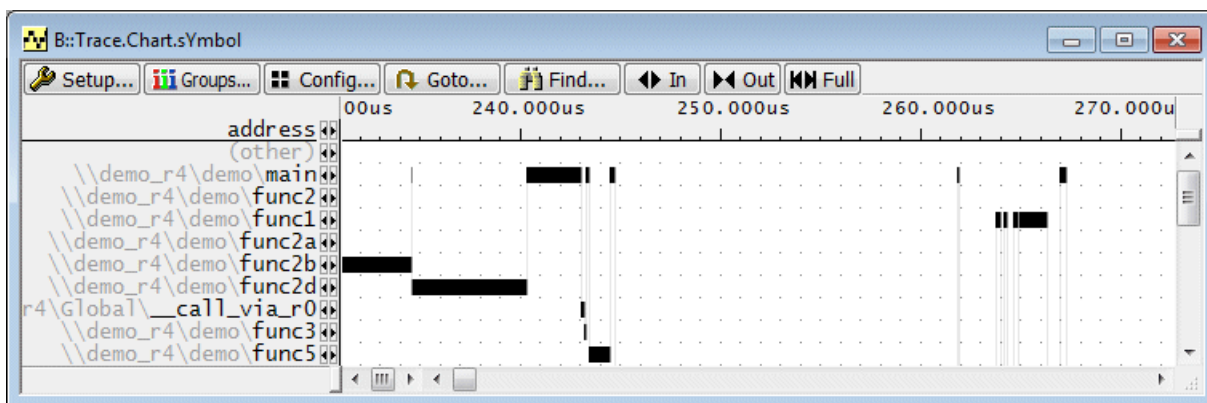 B::Trace.Chart.sYmbol
Setup... Groups... Config... Goto... Find... In Out Full
00us 240.000us 250.000us 260.000us 270.000u
address
(other)
\\demo_r4\demo\main
\\demo_r4\demo\func2
\\demo_r4\demo\func1
\\demo_r4\demo\func2a
\\demo_r4\demo\func2b
\\demo_r4\demo\func2d
r4\Global\__call_via_r0
\\demo_r4\demo\func3
\\demo_r4\demo\func5